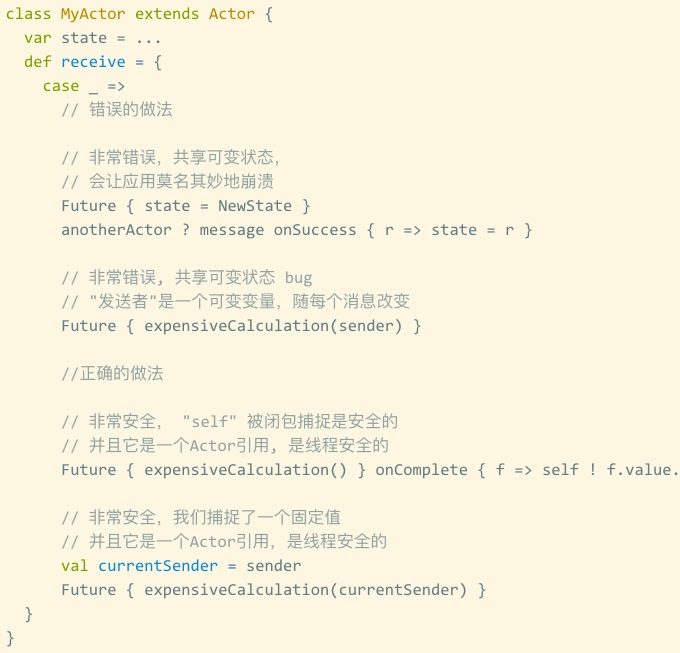 class MyActor extends Actor {
  var state = ...
  def receive = {
    case _ =>
      // 错误的做法

      // 非常错误，共享可变状态，
      // 会让应用莫名其妙地崩溃
      Future { state = NewState }
      anotherActor ? message onSuccess { r => state = r }

      // 非常错误, 共享可变状态 bug
      // "发送者"是一个可变变量，随每个消息改变
      Future { expensiveCalculation(sender) }

      //正确的做法

      // 非常安全， "self" 被闭包捕捉是安全的
      // 并且它是一个Actor引用, 是线程安全的
      Future { expensiveCalculation() } onComplete { f => self ! f.value.

      // 非常安全，我们捕捉了一个固定值
      // 并且它是一个Actor引用，是线程安全的
      val currentSender = sender
      Future { expensiveCalculation(currentSender) }
  }
}